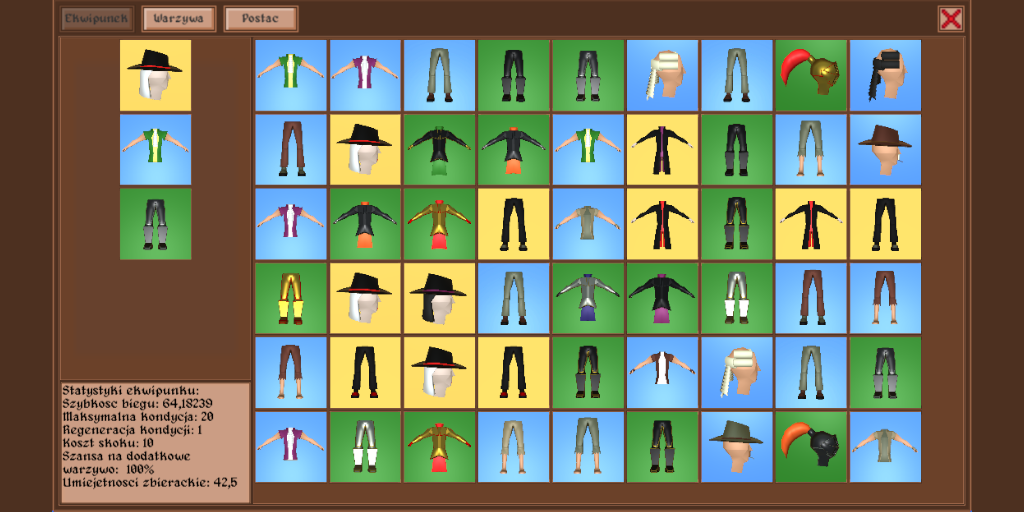 Ekwipunek
Warzywa
Postac
Statystyki ekwipunku:
Szybkosc biegu: 64,18239
Maksymalna kondycja: 20
Regeneracja kondycji: 1
Koszt skoku: 10
Szansa na dodatkowe
warzywo: 100%
Umiejetnosci zbierackie: 42,5